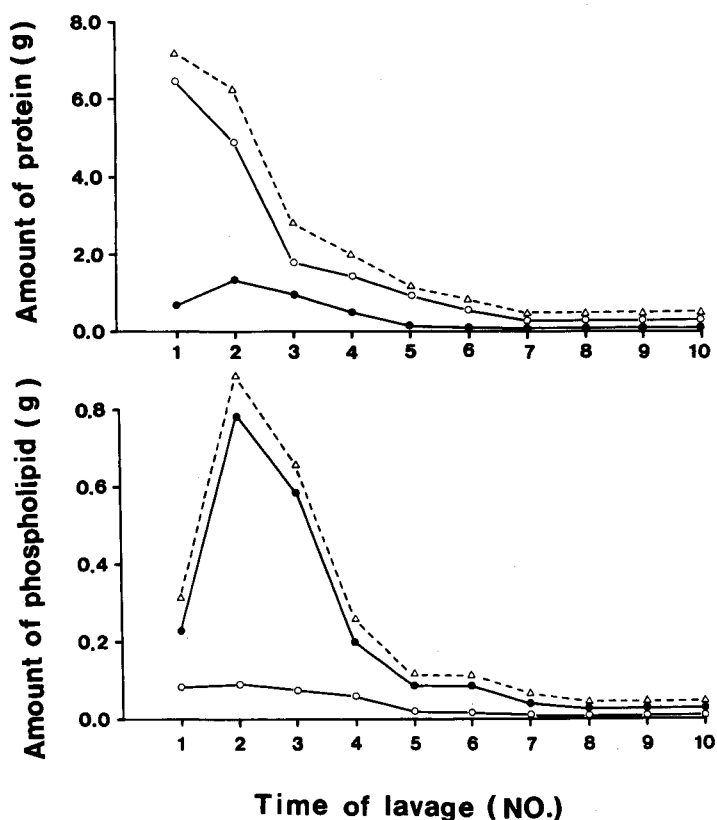 Amount of protein (g)
8.0
6.0
4.0
2.0
0.0
1 2 3 4 5 6 7 8 9 10
Amount of phospholipid (g)
0.8
0.6
0.4
0.2
0.0
1 2 3 4 5 6 7 8 9 10
Time of lavage (NO.)